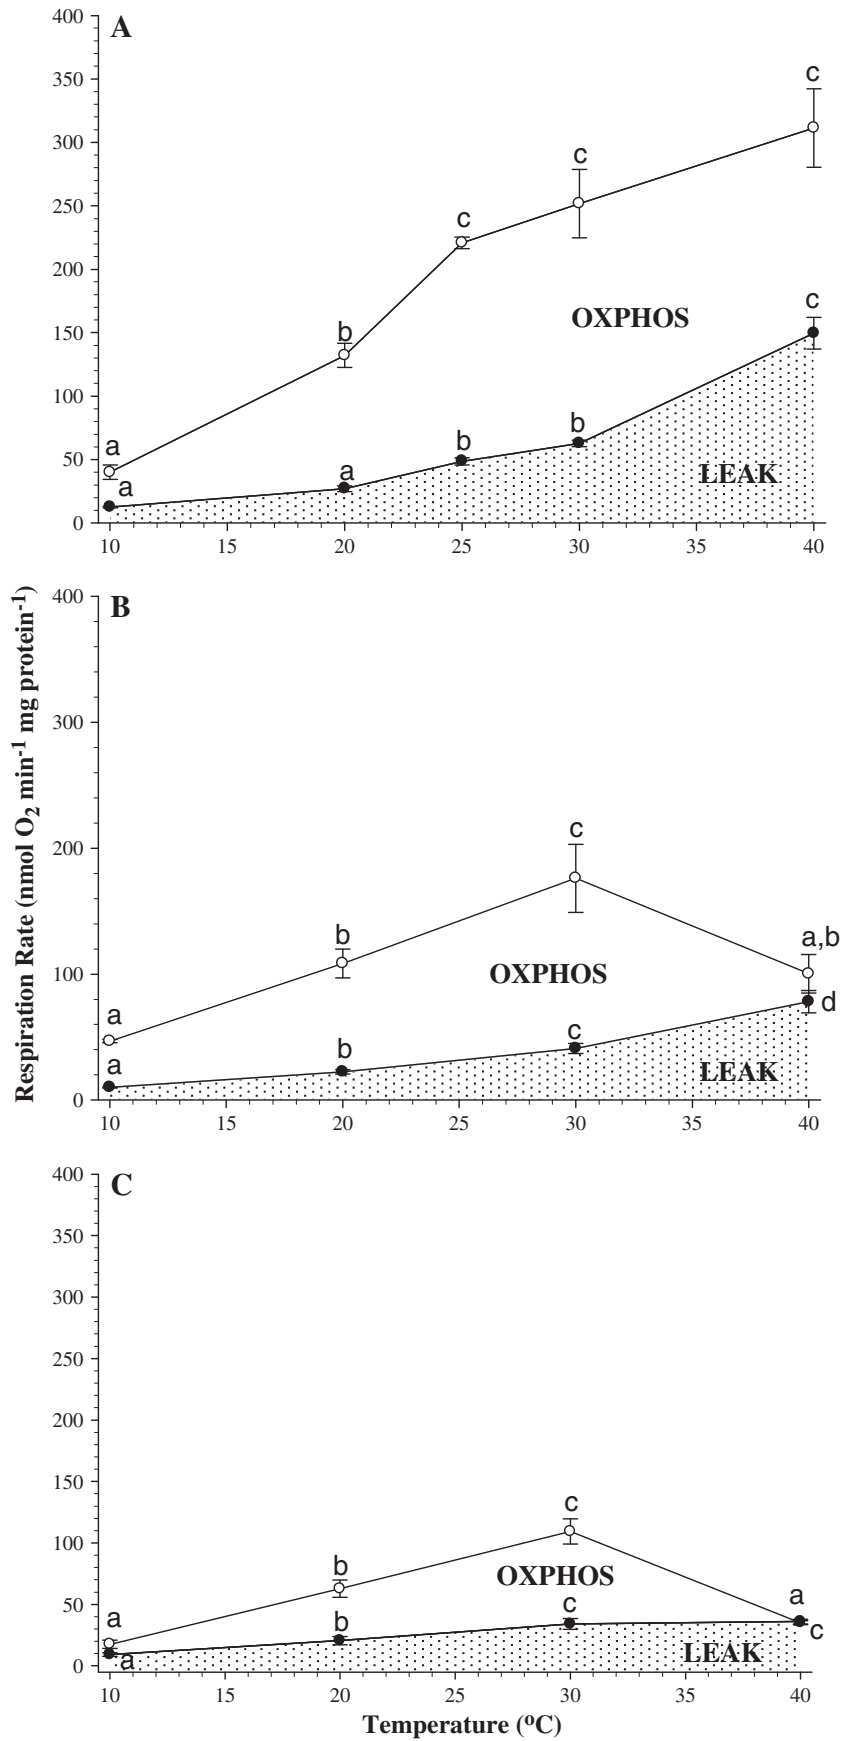 A
400
350
300
250
200
150
100
50
0
a
b
c
c
c
a
a
b
b
c
OXPHOS
LEAK
10 15 20 25 30 35 40
B
400
300
200
100
0
a
b
c
a,b
a
b
c
d
OXPHOS
LEAK
10 15 20 25 30 35 40
Respiration Rate (nmol O₂ min⁻¹ mg protein⁻¹)
C
400
350
300
250
200
150
100
50
0
a
b
c
a
a
b
c
c
OXPHOS
LEAK
10 15 20 25 30 35 40
Temperature (ºC)